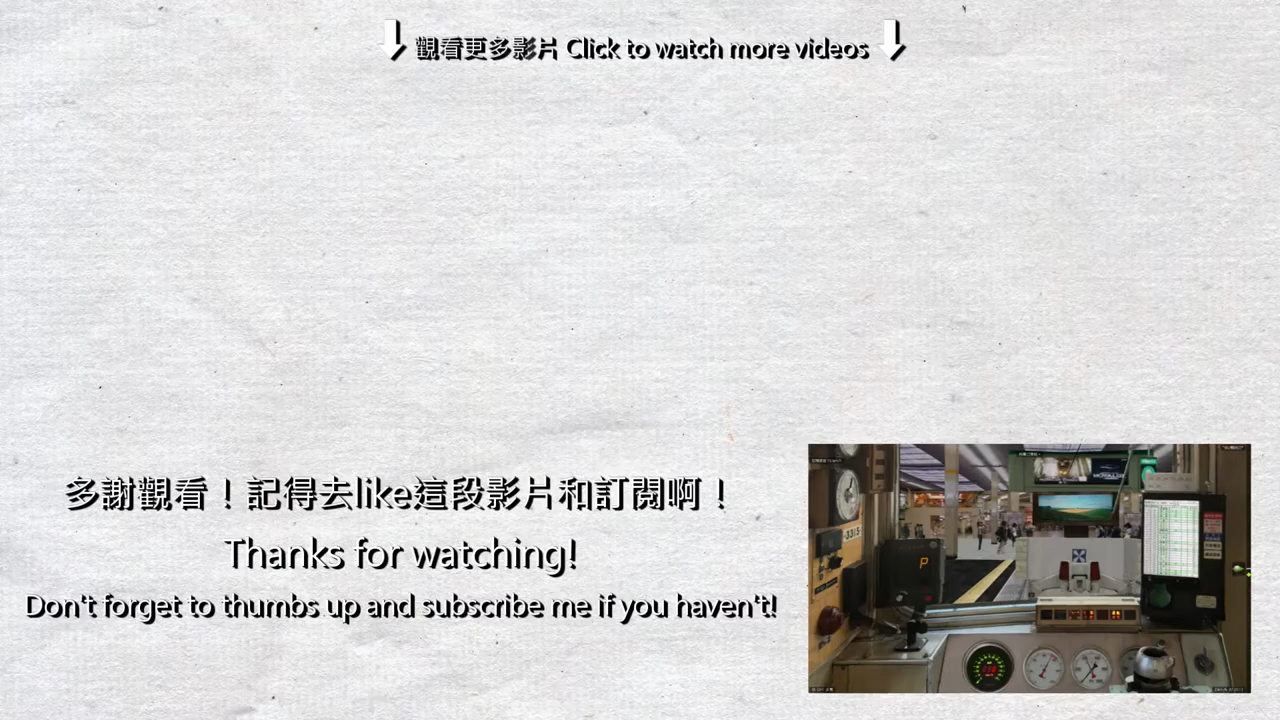 觀看更多影片 Click to watch more videos
多謝觀看！記得去like這段影片和訂閱啊！
Thanks for watching!
Don't forget to thumbs up and subscribe me if you haven't!
3315
P